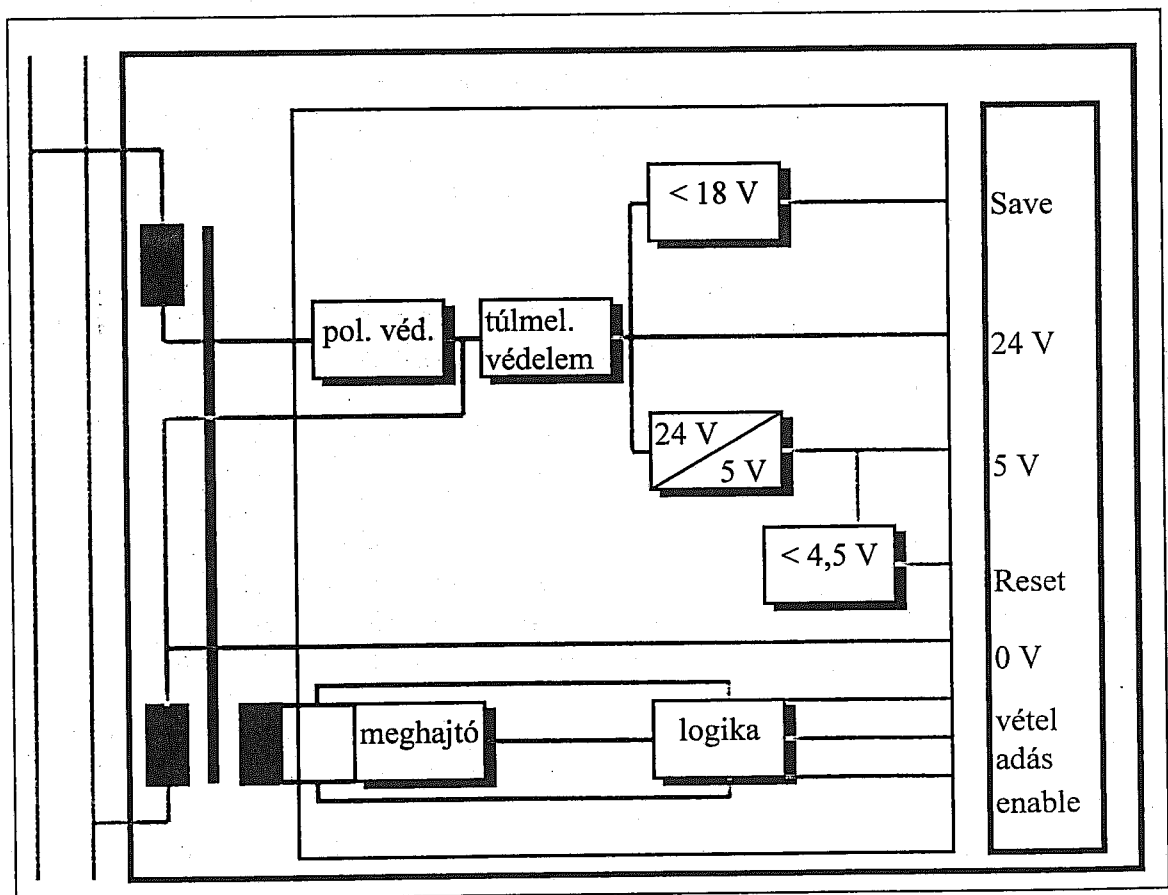 < 18 V
Save
pol. véd.
túlmel.
védelem
24 V
24 V
5 V
5 V
< 4,5 V
Reset
0 V
meghajtó
logika
vétel
adás
enable